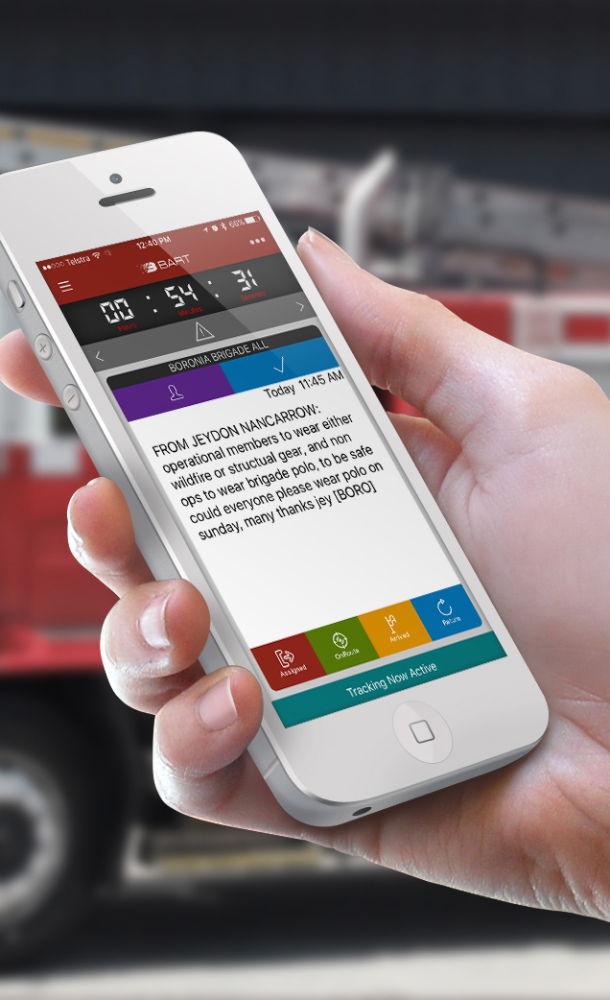 Telstra 12:40 PM 66%
BART
00 : 54 : 31
Hours Minutes Seconds
BORONIA BRIGADE ALL
Today 11:45 AM
FROM JEYDON NANCARROW:
operational members to wear either
wildfire or structual gear, and non
ops to wear brigade polo, to be safe
could everyone please wear polo on
sunday, many thanks jey [BORO]
Assigned OnRoute Arrived Return
Tracking Now Active